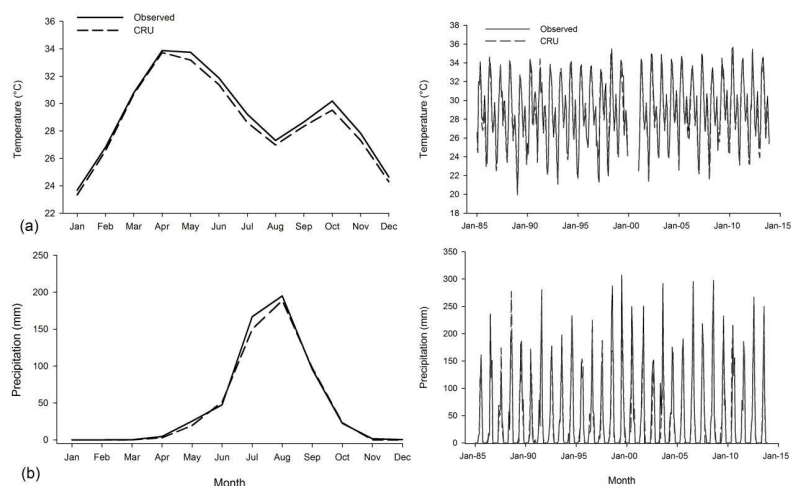 Observed
CRU
Temperature (°C)
36
34
32
30
28
26
24
22
Jan Feb Mar Apr May Jun Jul Aug Sep Oct Nov Dec
(a)
Observed
CRU
Temperature (°C)
38
36
34
32
30
28
26
24
22
20
18
Jan-85 Jan-90 Jan-95 Jan-00 Jan-05 Jan-10 Jan-15
Precipitation (mm)
250
200
150
100
50
0
Jan Feb Mar Apr May Jun Jul Aug Sep Oct Nov Dec
Month
(b)
Precipitation (mm)
350
300
250
200
150
100
50
0
Jan-85 Jan-90 Jan-95 Jan-00 Jan-05 Jan-10 Jan-15
Month